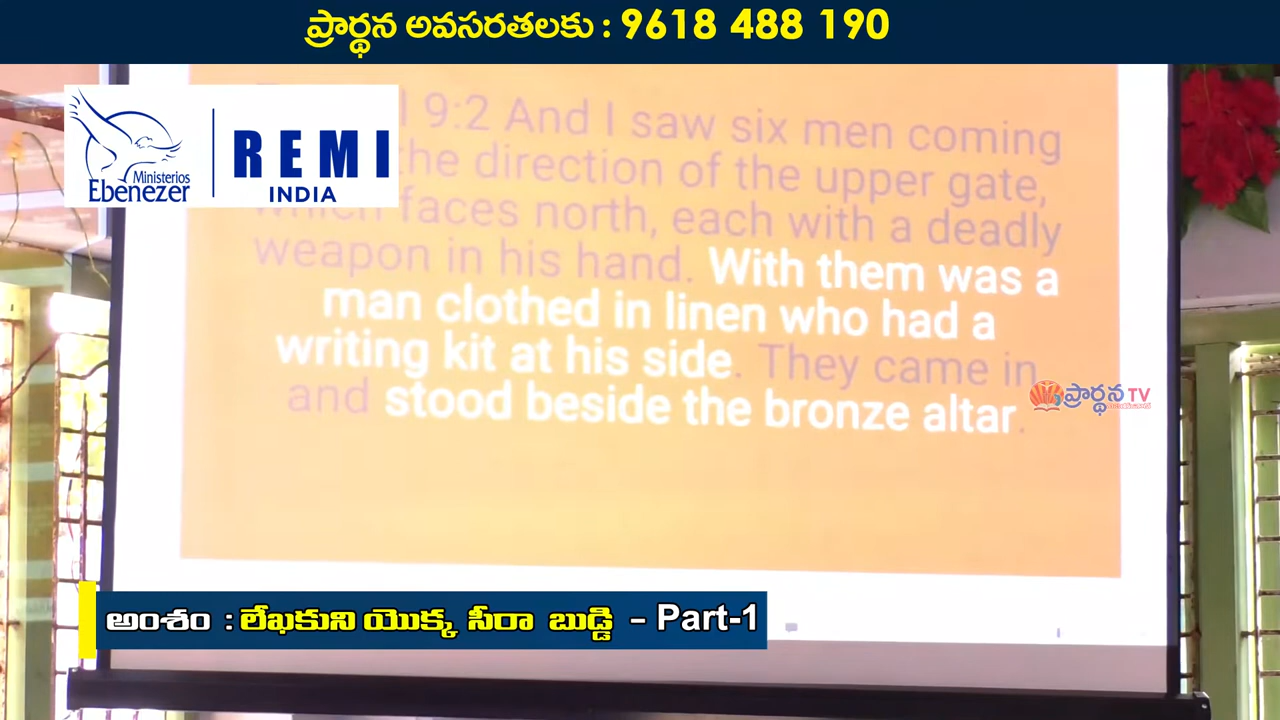 ప్రార్థన అవసరతలకు : 9618 488 190
Ministerios
Ebenezer
REMI
INDIA
9:2 And I saw six men coming
the direction of the upper gate,
which faces north, each with a deadly
weapon in his hand. With them was a
man clothed in linen who had a
writing kit at his side. They came in
and stood beside the bronze altar.
ప్రార్థన TV
అంశం : లేఖకుని యొక్క సీరా బుడ్డి - Part-1